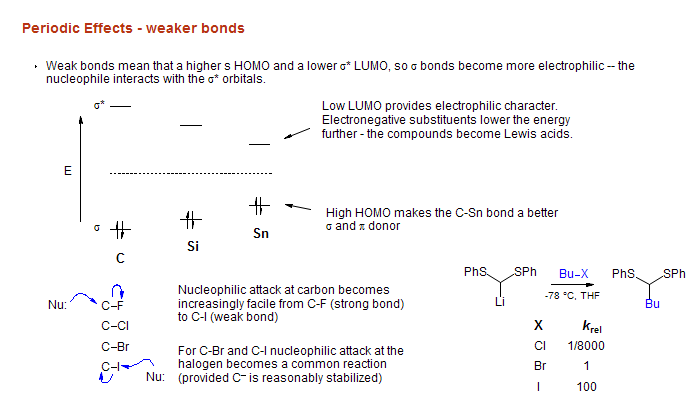 Periodic Effects - weaker bonds
• Weak bonds mean that a higher s HOMO and a lower σ* LUMO, so σ bonds become more electrophilic -- the
nucleophile interacts with the σ* orbitals.
σ*
Low LUMO provides electrophilic character.
Electronegative substituents lower the energy
further - the compounds become Lewis acids.
E
High HOMO makes the C-Sn bond a better
σ and π donor
σ
C
Si
Sn
Nu:
C–F
C–Cl
C–Br
C–I
Nu:
Nucleophilic attack at carbon becomes
increasingly facile from C-F (strong bond)
to C-I (weak bond)
For C-Br and C-I nucleophilic attack at the
halogen becomes a common reaction
(provided C⁻ is reasonably stabilized)
PhS SPh
Li
Bu–X
-78 °C, THF
PhS SPh
Bu
X krel
Cl 1/8000
Br 1
I 100